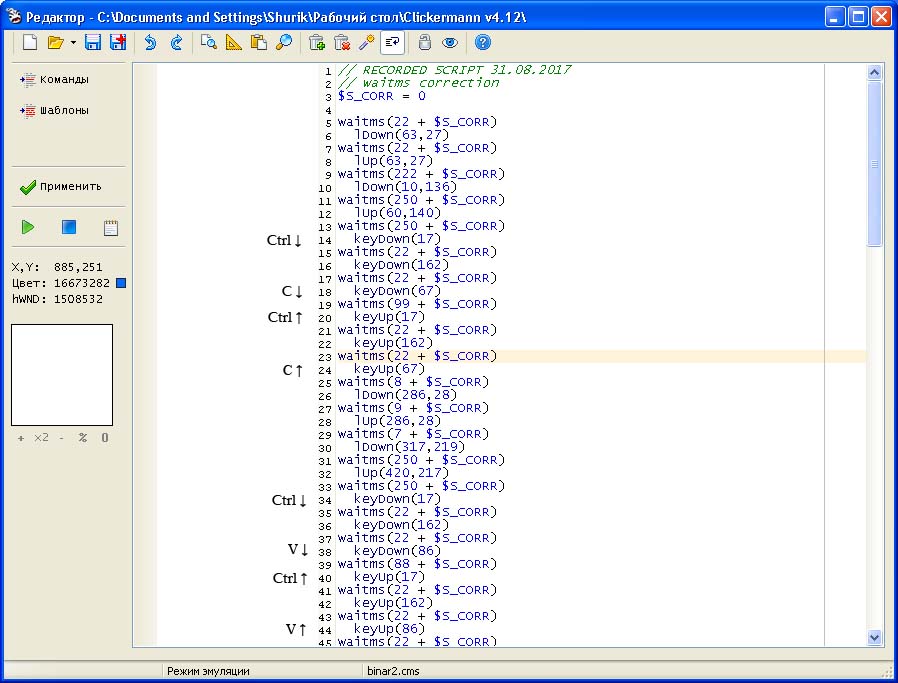 Редактор - C:\Documents and Settings\Shurik\Рабочий стол\Clickermann v4.12\
Команды
Шаблоны
Применить
X,Y: 885,251
Цвет: 16673282
hWND: 1508532
+ x2 - % 0
1 // RECORDED SCRIPT 31.08.2017
2 // waitms correction
3 $S_CORR = 0
4
5 waitms(22 + $S_CORR)
6 lDown(63,27)
7 waitms(22 + $S_CORR)
8 lUp(63,27)
9 waitms(222 + $S_CORR)
10 lDown(10,136)
11 waitms(250 + $S_CORR)
12 lUp(60,140)
13 waitms(250 + $S_CORR)
Ctrl↓ 14 keyDown(17)
15 waitms(22 + $S_CORR)
16 keyDown(162)
17 waitms(22 + $S_CORR)
C↓ 18 keyDown(67)
19 waitms(99 + $S_CORR)
Ctrl↑ 20 keyUp(17)
21 waitms(22 + $S_CORR)
22 keyUp(162)
23 waitms(22 + $S_CORR)
C↑ 24 keyUp(67)
25 waitms(8 + $S_CORR)
26 lDown(286,28)
27 waitms(9 + $S_CORR)
28 lUp(286,28)
29 waitms(7 + $S_CORR)
30 lDown(317,219)
31 waitms(250 + $S_CORR)
32 lUp(420,217)
33 waitms(250 + $S_CORR)
Ctrl↓ 34 keyDown(17)
35 waitms(22 + $S_CORR)
36 keyDown(162)
37 waitms(22 + $S_CORR)
V↓ 38 keyDown(86)
39 waitms(88 + $S_CORR)
Ctrl↑ 40 keyUp(17)
41 waitms(22 + $S_CORR)
42 keyUp(162)
43 waitms(22 + $S_CORR)
V↑ 44 keyUp(86)
45 waitms(22 + $S_CORR)
Режим эмуляции
binar2.cms